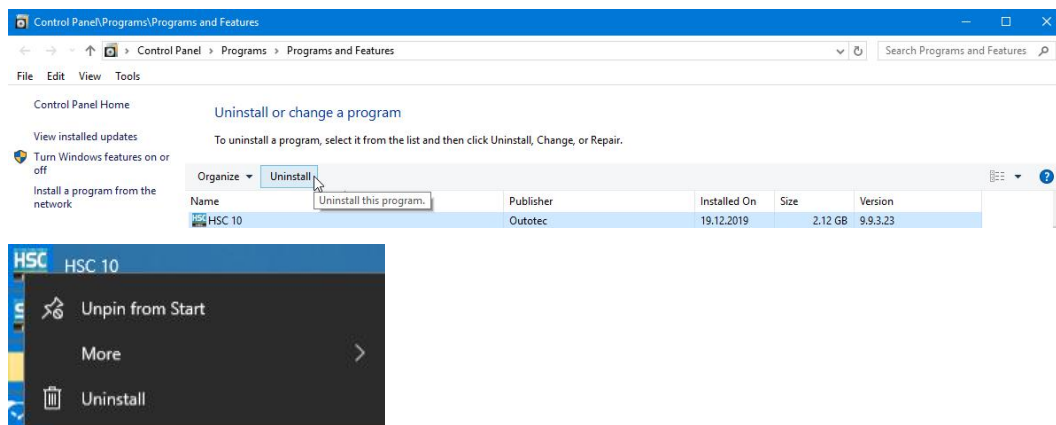 Control Panel\Programs\Programs and Features
Control Panel > Programs > Programs and Features
Search Programs and Features
File Edit View Tools
Control Panel Home
View installed updates
Turn Windows features on or
off
Install a program from the
network
Uninstall or change a program
To uninstall a program, select it from the list and then click Uninstall, Change, or Repair.
Organize Uninstall
Uninstall this program.
Name Publisher Installed On Size Version
HSC HSC 10 Outotec 19.12.2019 2.12 GB 9.9.3.23
HSC HSC 10
Unpin from Start
More
Uninstall